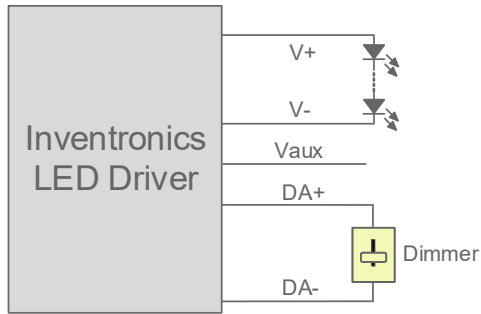 Inventronics
LED Driver
V+
V-
Vaux
DA+
Dimmer
DA-